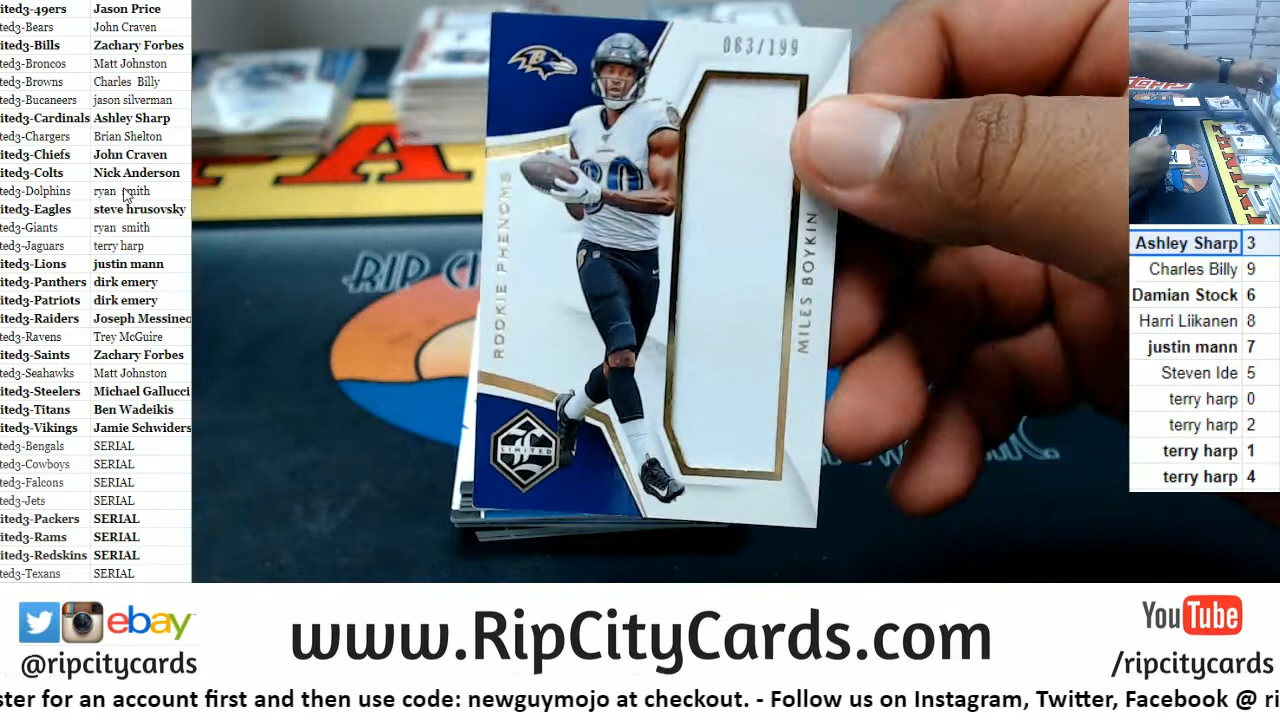 ited3-49ers Jason Price
ted3-Bears John Craven
ited3-Bills Zachary Forbes
ted3-Broncos Matt Johnston
ted3-Browns Charles Billy
ted3-Bucaneers jason silverman
ited3-Cardinals Ashley Sharp
ted3-Chargers Brian Shelton
ited3-Chiefs John Craven
ited3-Colts Nick Anderson
ted3-Dolphins ryan smith
ited3-Eagles steve hrusovsky
ted3-Giants ryan smith
ted3-Jaguars terry harp
ited3-Lions justin mann
ited3-Panthers dirk emery
ited3-Patriots dirk emery
ited3-Raiders Joseph Messineo
ted3-Ravens Trey McGuire
ited3-Saints Zachary Forbes
ted3-Seahawks Matt Johnston
ited3-Steelers Michael Gallucci
ited3-Titans Ben Wadeikis
ited3-Vikings Jamie Schwiders
ted3-Bengals SERIAL
ted3-Cowboys SERIAL
ted3-Falcons SERIAL
ted3-Jets SERIAL
ited3-Packers SERIAL
ited3-Rams SERIAL
ited3-Redskins SERIAL
ted3-Texans SERIAL
063/199
ROOKIE PHENOMS
MILES BOYKIN
LIMITED
RIP CI
Ashley Sharp 3
Charles Billy 9
Damian Stock 6
Harri Liikanen 8
justin mann 7
Steven Ide 5
terry harp 0
terry harp 2
terry harp 1
terry harp 4
ebay
@ripcitycards
www.RipCityCards.com
YouTube
/ripcitycards
ster for an account first and then use code: newguymojo at checkout. - Follow us on Instagram, Twitter, Facebook @ ri